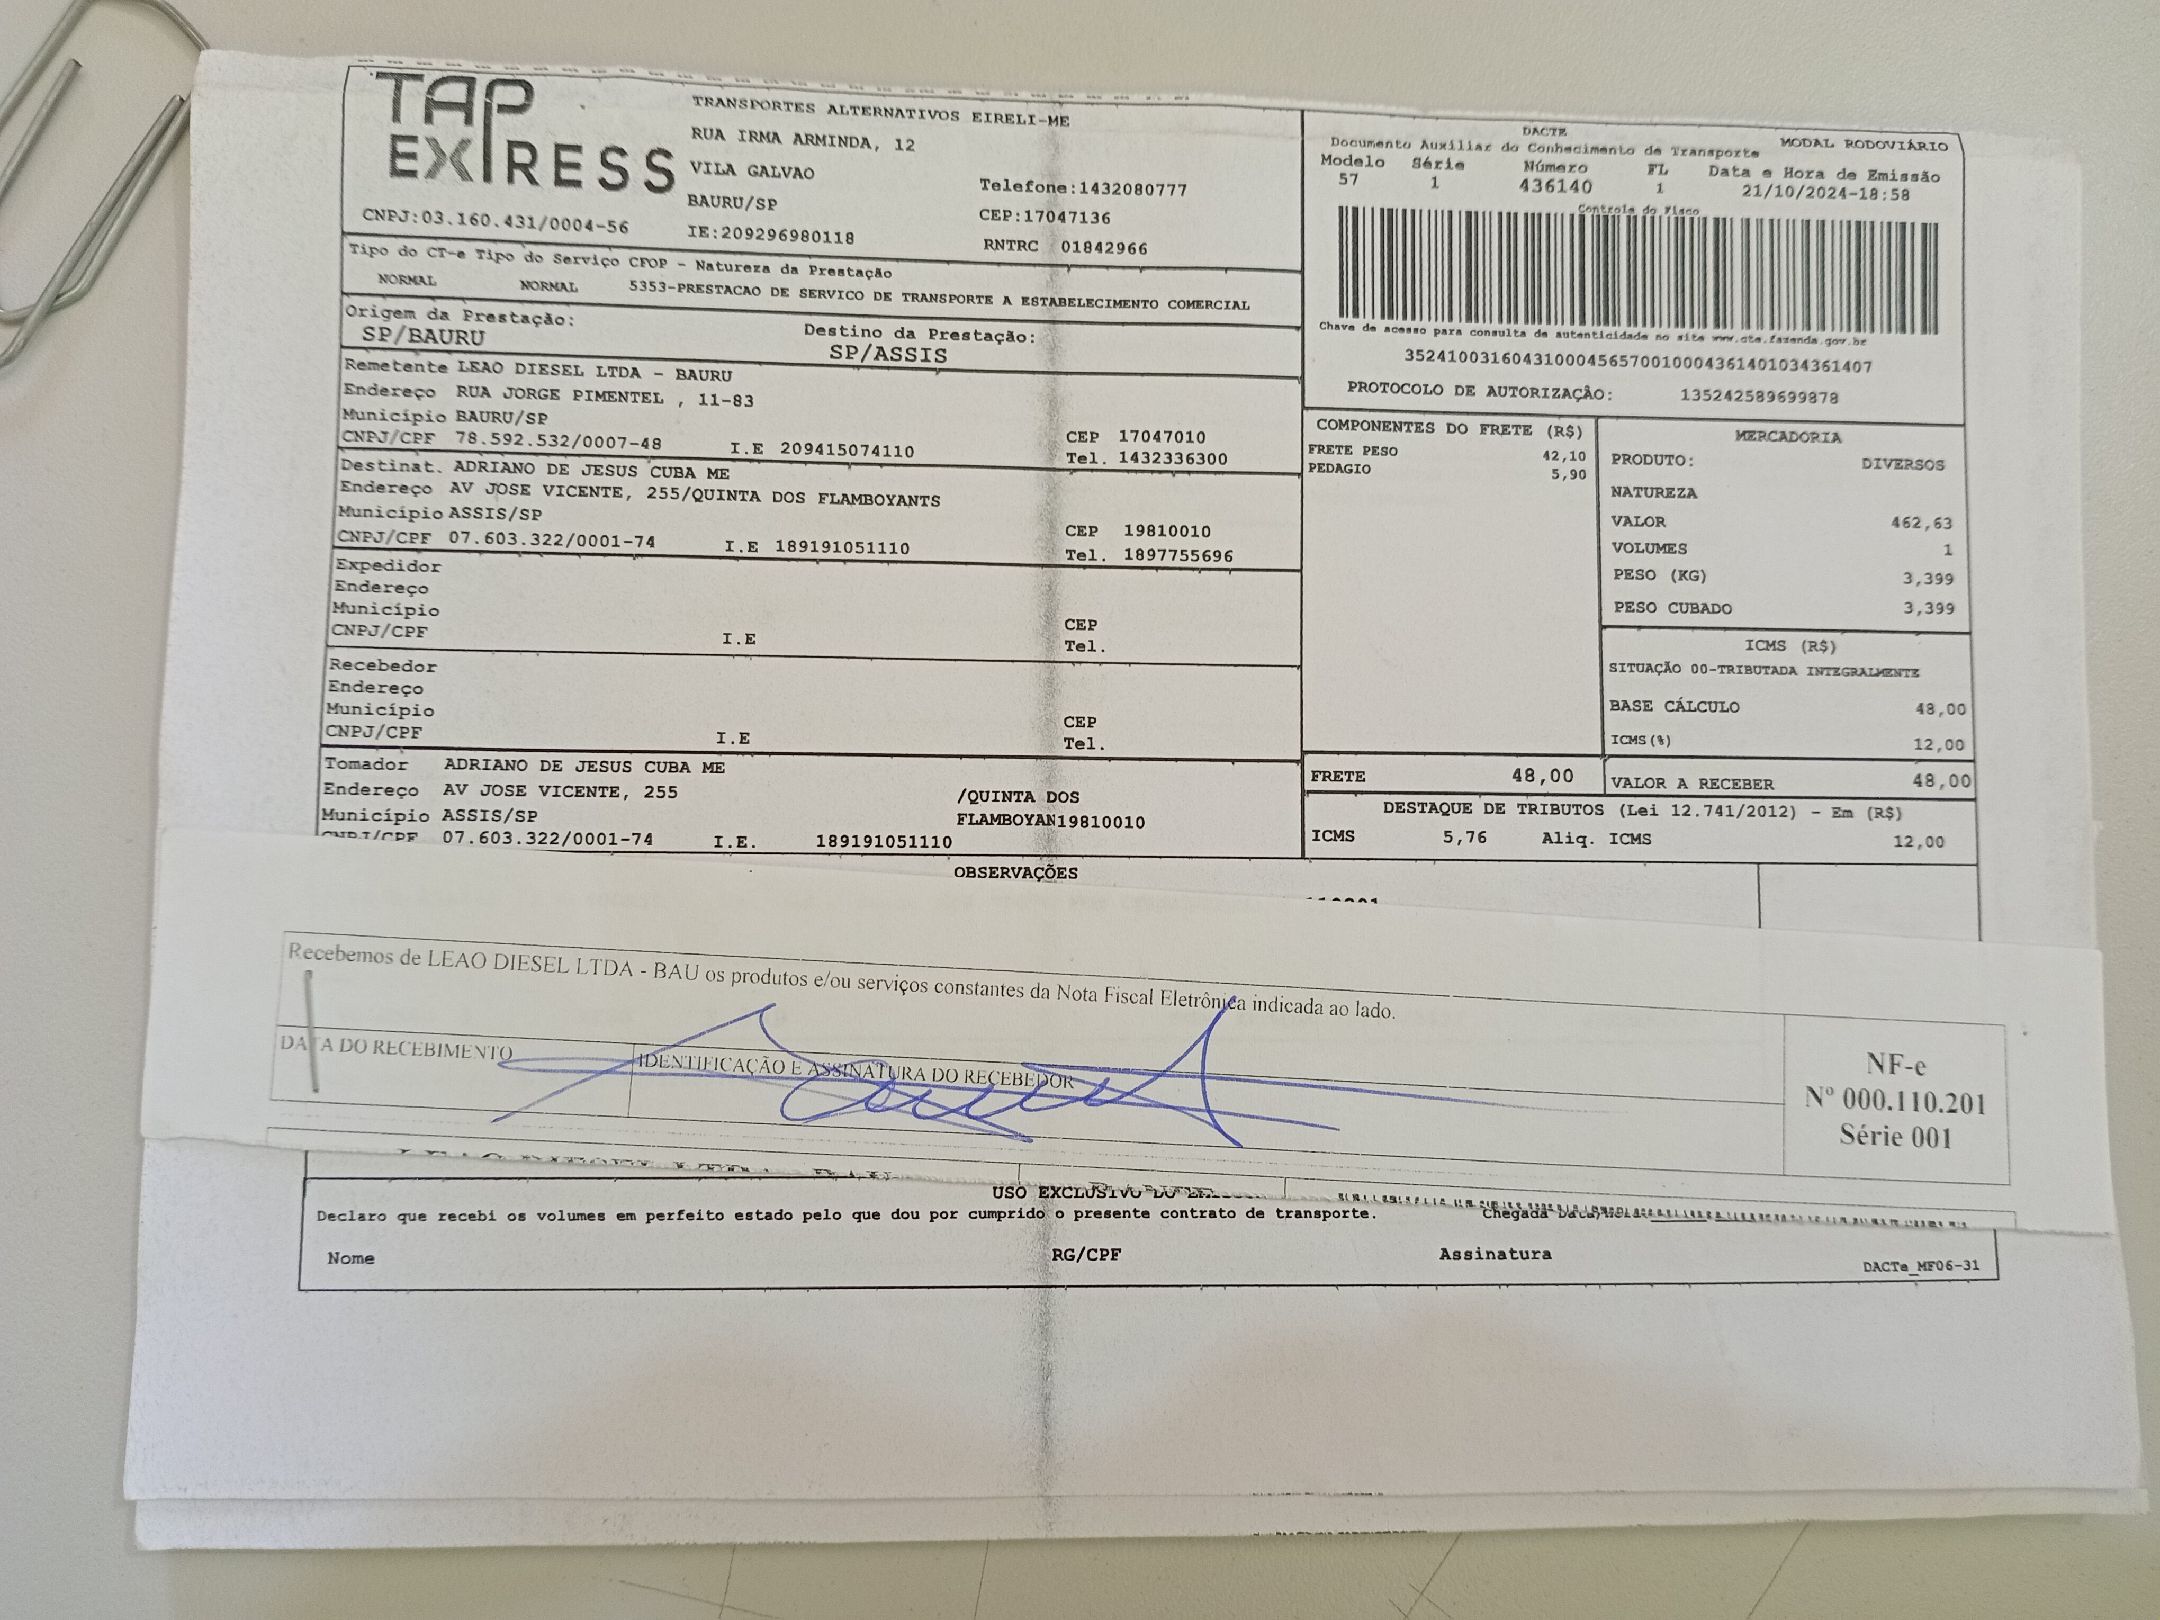 TAP EXPRESS
TRANSPORTES ALTERNATIVOS EIRELI-ME
RUA IRMA ARMINDA, 12
VILA GALVAO
BAURU/SP
Telefone:1432080777
CEP:17047136
CNPJ:03.160.431/0004-56 IE:209296980118 RNTRC 01842966
DACTE MODAL RODOVIÁRIO
Documento Auxiliar do Conhecimento de Transporte
Modelo Série Número FL Data e Hora de Emissão
57 1 436140 1 21/10/2024-18:58
Controle do Fisco
Chave de acesso para consulta de autenticidade no site www.cte.fazenda.gov.br
35241003160431000456570010004361401034361407
PROTOCOLO DE AUTORIZAÇÂO: 135242589699878
Tipo do CT-e Tipo do Serviço CFOP - Natureza da Prestação
NORMAL NORMAL 5353-PRESTACAO DE SERVICO DE TRANSPORTE A ESTABELECIMENTO COMERCIAL
Origem da Prestação: Destino da Prestação:
SP/BAURU SP/ASSIS
Remetente LEAO DIESEL LTDA - BAURU
Endereço RUA JORGE PIMENTEL , 11-83
Município BAURU/SP CEP 17047010
CNPJ/CPF 78.592.532/0007-48 I.E 209415074110 Tel. 1432336300
Destinat. ADRIANO DE JESUS CUBA ME
Endereço AV JOSE VICENTE, 255/QUINTA DOS FLAMBOYANTS
Município ASSIS/SP CEP 19810010
CNPJ/CPF 07.603.322/0001-74 I.E 189191051110 Tel. 1897755696
Expedidor
Endereço
Município CEP
CNPJ/CPF I.E Tel.
Recebedor
Endereço
Município CEP
CNPJ/CPF I.E Tel.
Tomador ADRIANO DE JESUS CUBA ME
Endereço AV JOSE VICENTE, 255 /QUINTA DOS
Município ASSIS/SP FLAMBOYAN19810010
CNPJ/CPF 07.603.322/0001-74 I.E. 189191051110
COMPONENTES DO FRETE (R$)
FRETE PESO 42,10
PEDAGIO 5,90
MERCADORIA
PRODUTO: DIVERSOS
NATUREZA
VALOR 462,63
VOLUMES 1
PESO (KG) 3,399
PESO CUBADO 3,399
ICMS (R$)
SITUAÇÃO 00-TRIBUTADA INTEGRALMENTE
BASE CÁLCULO 48,00
ICMS(%) 12,00
FRETE 48,00 VALOR A RECEBER 48,00
DESTAQUE DE TRIBUTOS (Lei 12.741/2012) - Em (R$)
ICMS 5,76 Aliq. ICMS 12,00
OBSERVAÇÕES
Recebemos de LEAO DIESEL LTDA - BAU os produtos e/ou serviços constantes da Nota Fiscal Eletrônica indicada ao lado.
DATA DO RECEBIMENTO IDENTIFICAÇÃO E ASSINATURA DO RECEBEDOR
NF-e
Nº 000.110.201
Série 001
USO EXCLUSIVO DO
Declaro que recebi os volumes em perfeito estado pelo que dou por cumprido o presente contrato de transporte. Chegada
Nome RG/CPF Assinatura
DACTe_MF06-31